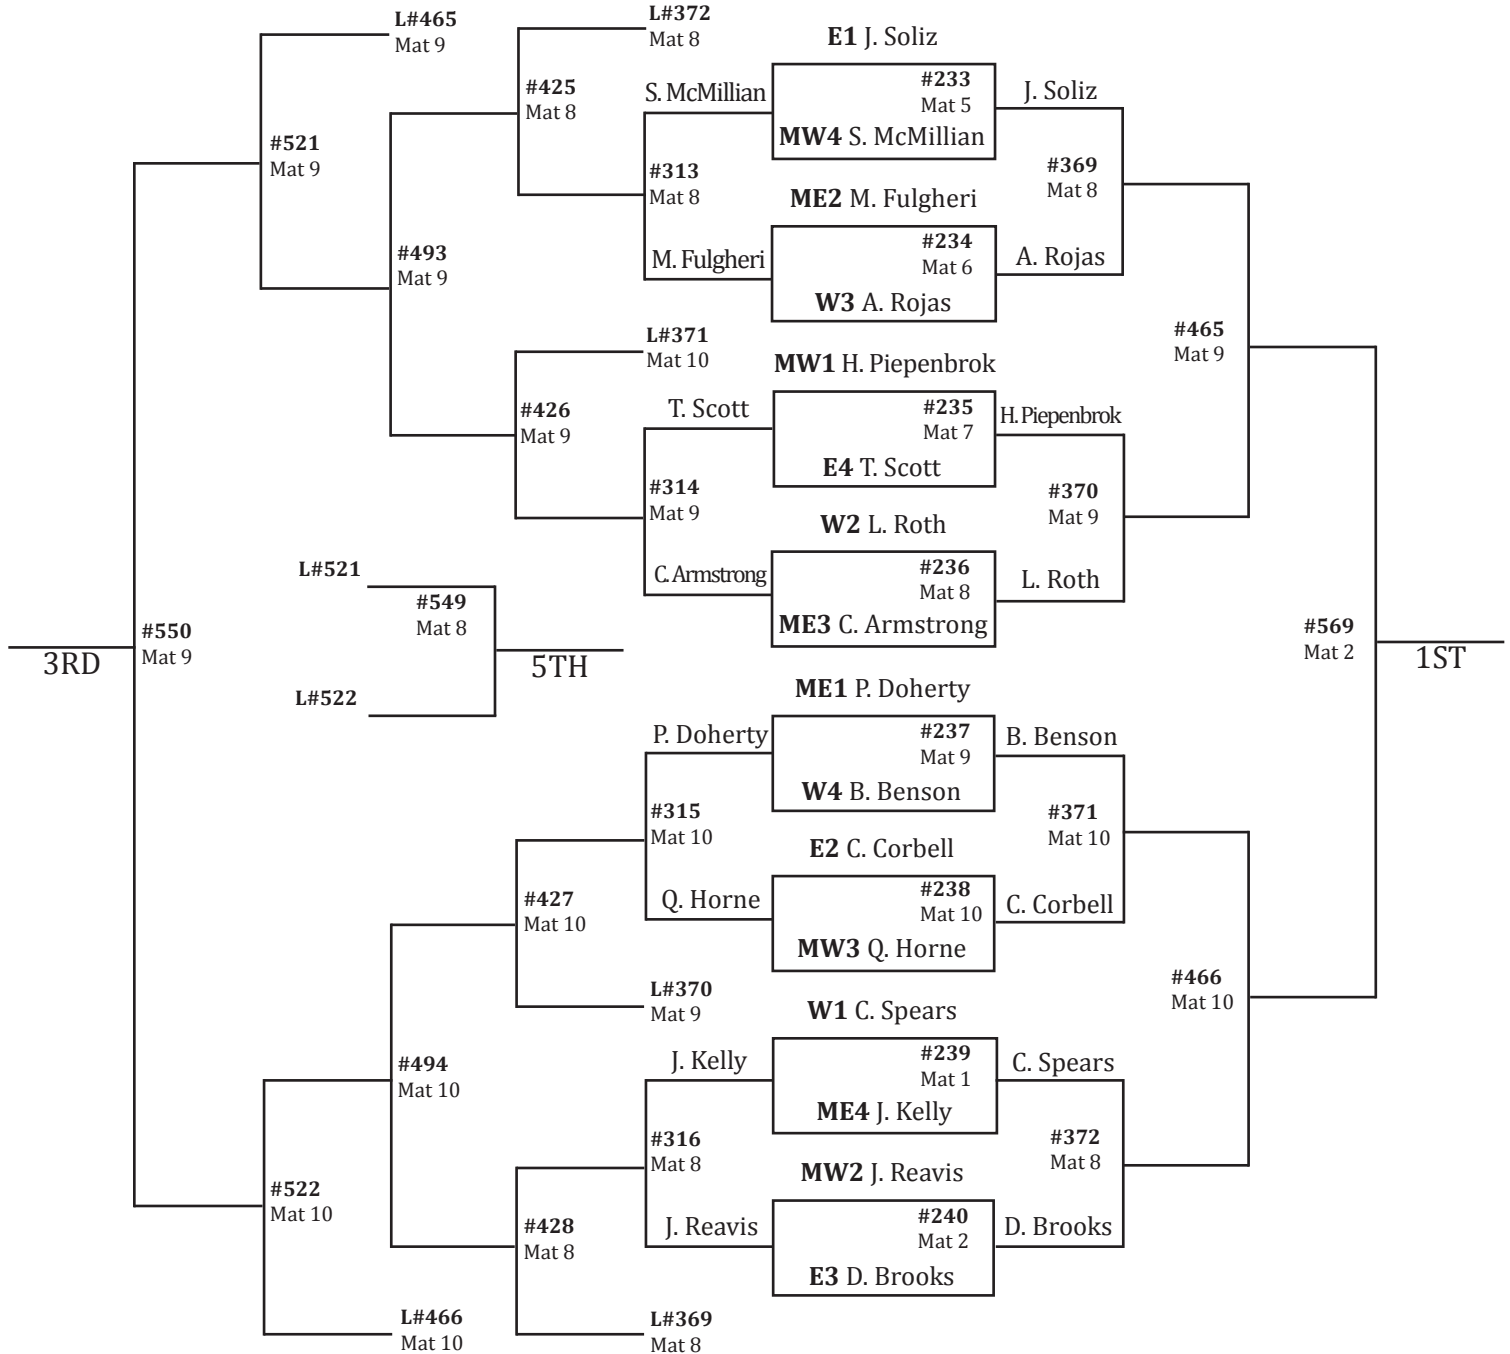 L#465
Mat 9
L#372
Mat 8
E1 J. Soliz
#425
Mat 8
S. McMillian
#233
Mat 5
J. Soliz
MW4 S. McMillian
#521
Mat 9
#313
Mat 8
#369
Mat 8
ME2 M. Fulgheri
#493
Mat 9
M. Fulgheri
#234
Mat 6
A. Rojas
W3 A. Rojas
L#371
Mat 10
#465
Mat 9
MW1 H. Piepenbrok
#426
Mat 9
T. Scott
#235
Mat 7
H. Piepenbrok
E4 T. Scott
#314
Mat 9
#370
Mat 9
W2 L. Roth
L#521
C. Armstrong
#236
Mat 8
L. Roth
#549
Mat 8
ME3 C. Armstrong
#550
Mat 9
#569
Mat 2
3RD
5TH
1ST
L#522
ME1 P. Doherty
P. Doherty
#237
Mat 9
B. Benson
W4 B. Benson
#315
Mat 10
#371
Mat 10
E2 C. Corbell
#427
Mat 10
Q. Horne
#238
Mat 10
C. Corbell
MW3 Q. Horne
L#370
Mat 9
#466
Mat 10
W1 C. Spears
#494
Mat 10
J. Kelly
#239
Mat 1
C. Spears
ME4 J. Kelly
#316
Mat 8
#372
Mat 8
MW2 J. Reavis
#522
Mat 10
#428
Mat 8
J. Reavis
#240
Mat 2
D. Brooks
E3 D. Brooks
L#466
Mat 10
L#369
Mat 8